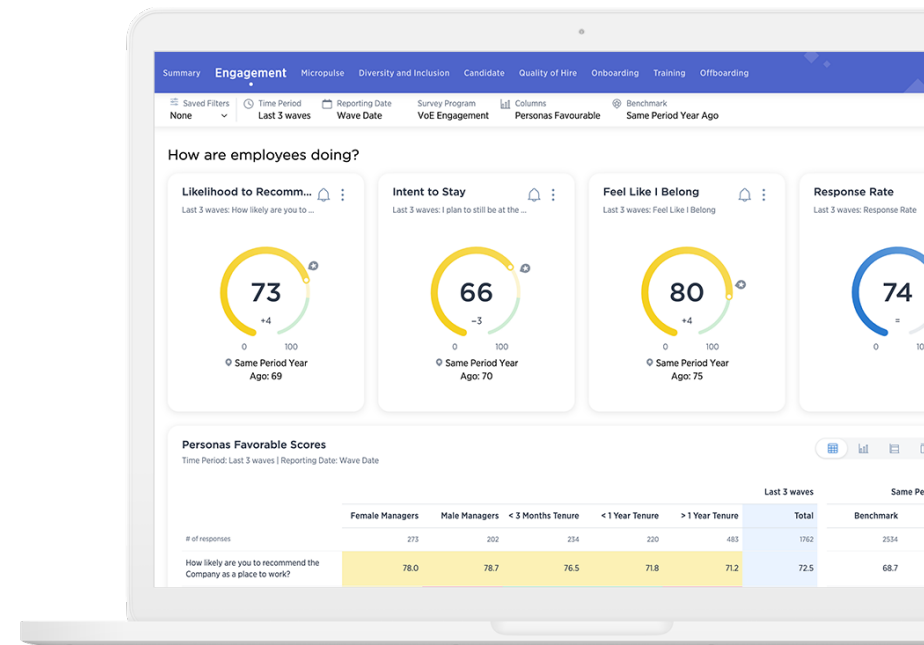 Summary Engagement Micropulse Diversity and Inclusion Candidate Quality of Hire Onboarding Training Offboarding
Saved Filters Time Period Reporting Date Survey Program Columns Benchmark
None Last 3 waves Wave Date VoE Engagement Personas Favourable Same Period Year Ago
How are employees doing?
Likelihood to Recomm... Intent to Stay Feel Like I Belong Response Rate
Last 3 waves: How likely are you to ... Last 3 waves: I plan to still be at the ... Last 3 waves: Feel Like I Belong Last 3 waves: Response Rate
73 66 80 74
+4 –3 +4 =
0 100 0 100 0 100 0 10
Same Period Year Same Period Year Same Period Year
Ago: 69 Ago: 70 Ago: 75
Personas Favorable Scores
Time Period: Last 3 waves | Reporting Date: Wave Date
Last 3 waves Same Pe
Female Managers Male Managers < 3 Months Tenure < 1 Year Tenure > 1 Year Tenure Total Benchmark
# of responses 273 202 234 220 483 1762 2534
How likely are you to recommend the
Company as a place to work? 78.0 78.7 76.5 71.8 71.2 72.5 68.7